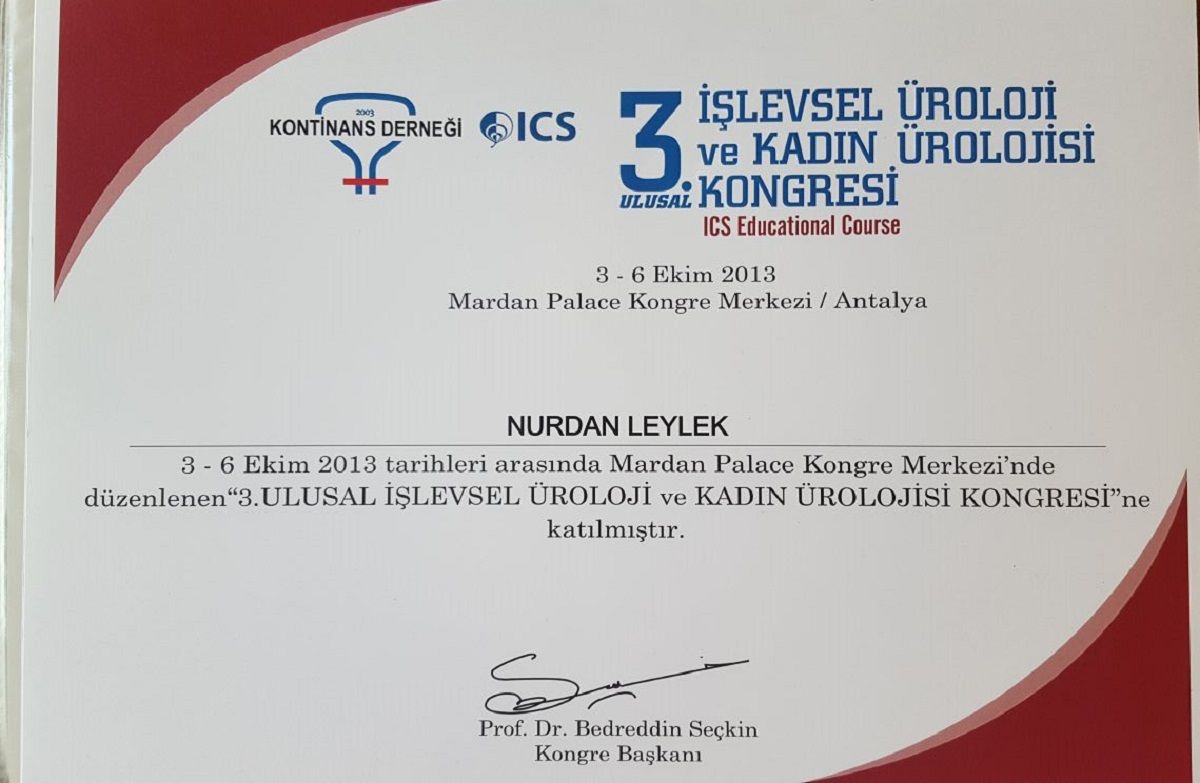 2003
KONTİNANS DERNEĞİ
ICS
3. ULUSAL
İŞLEVSEL ÜROLOJİ
ve KADIN ÜROLOJİSİ
KONGRESİ
ICS Educational Course
3 - 6 Ekim 2013
Mardan Palace Kongre Merkezi / Antalya
NURDAN LEYLEK
3 - 6 Ekim 2013 tarihleri arasında Mardan Palace Kongre Merkezi’nde
düzenlenen“3.ULUSAL İŞLEVSEL ÜROLOJİ ve KADIN ÜROLOJİSİ KONGRESİ”ne
katılmıştır.
Prof. Dr. Bedreddin Seçkin
Kongre Başkanı